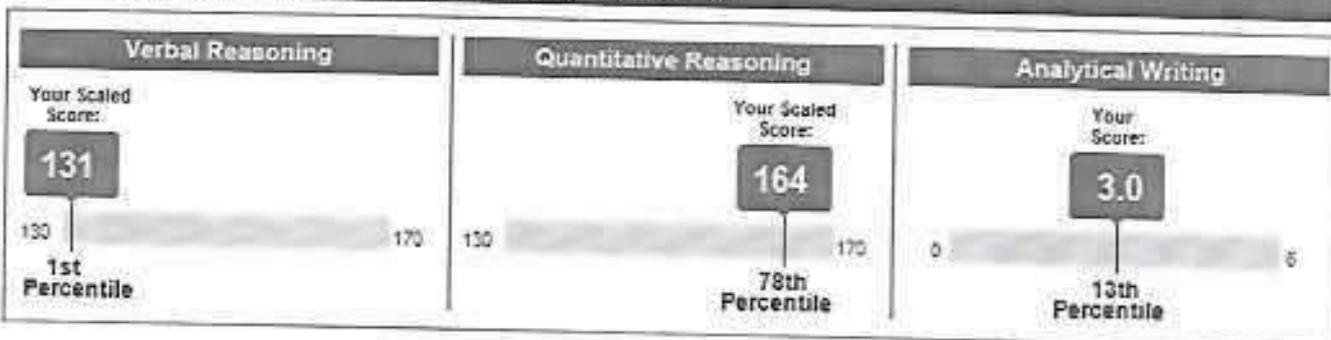 Verbal Reasoning
Your Scaled
Score:
131
130
170
1st
Percentile
Quantitative Reasoning
Your Scaled
Score:
164
130
170
78th
Percentile
Analytical Writing
Your
Score:
3.0
0
6
13th
Percentile